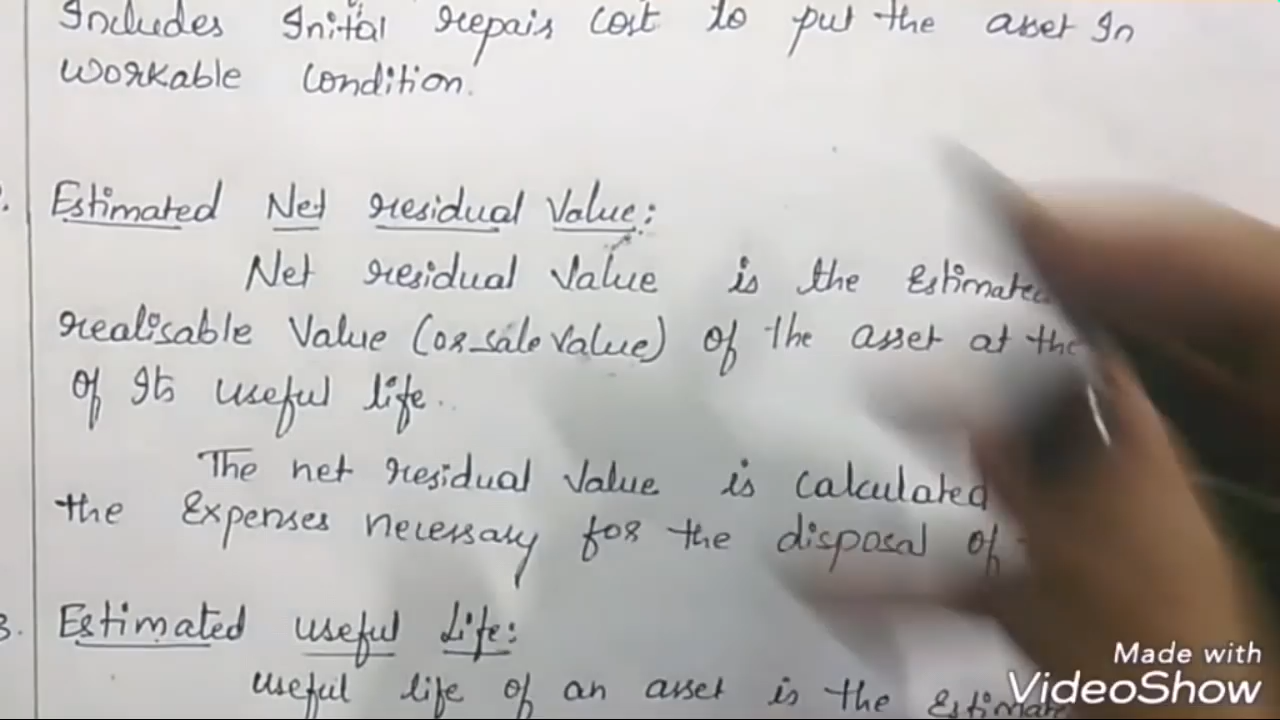 Includes Inital repair cost to put the asset In
workable condition.
Estimated Net residual Value:
Net residual Value is the Estimated
realisable Value (or sale value) of the asset at the
of Its useful life.
The net residual value is calculated
the Expenses necessary for the disposal of
3. Estimated useful Life:
useful life of an asset is the Estimate
Made with
VideoShow